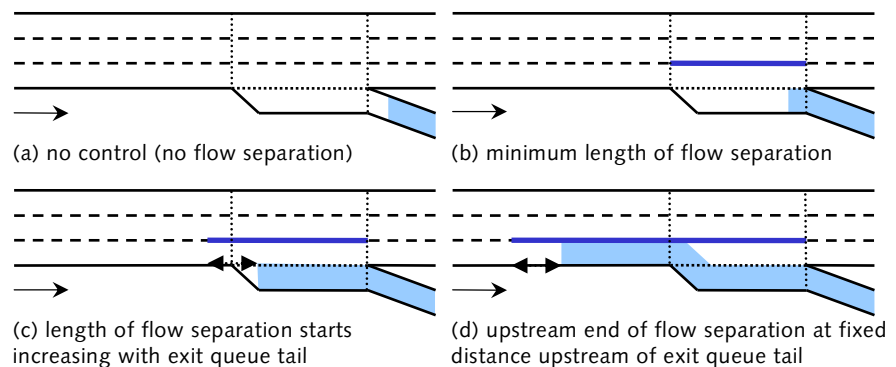 (a) no control (no flow separation)
(b) minimum length of flow separation
(c) length of flow separation starts
increasing with exit queue tail
(d) upstream end of flow separation at fixed
distance upstream of exit queue tail